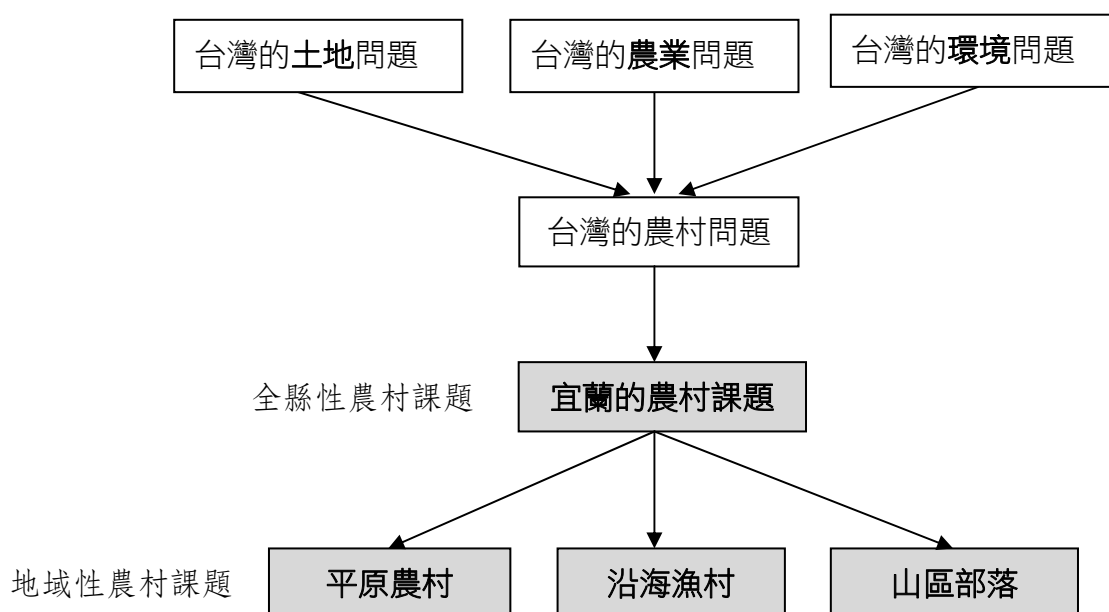 台灣的土地問題
台灣的農業問題
台灣的環境問題
台灣的農村問題
全縣性農村課題
宜蘭的農村課題
地域性農村課題
平原農村
沿海漁村
山區部落